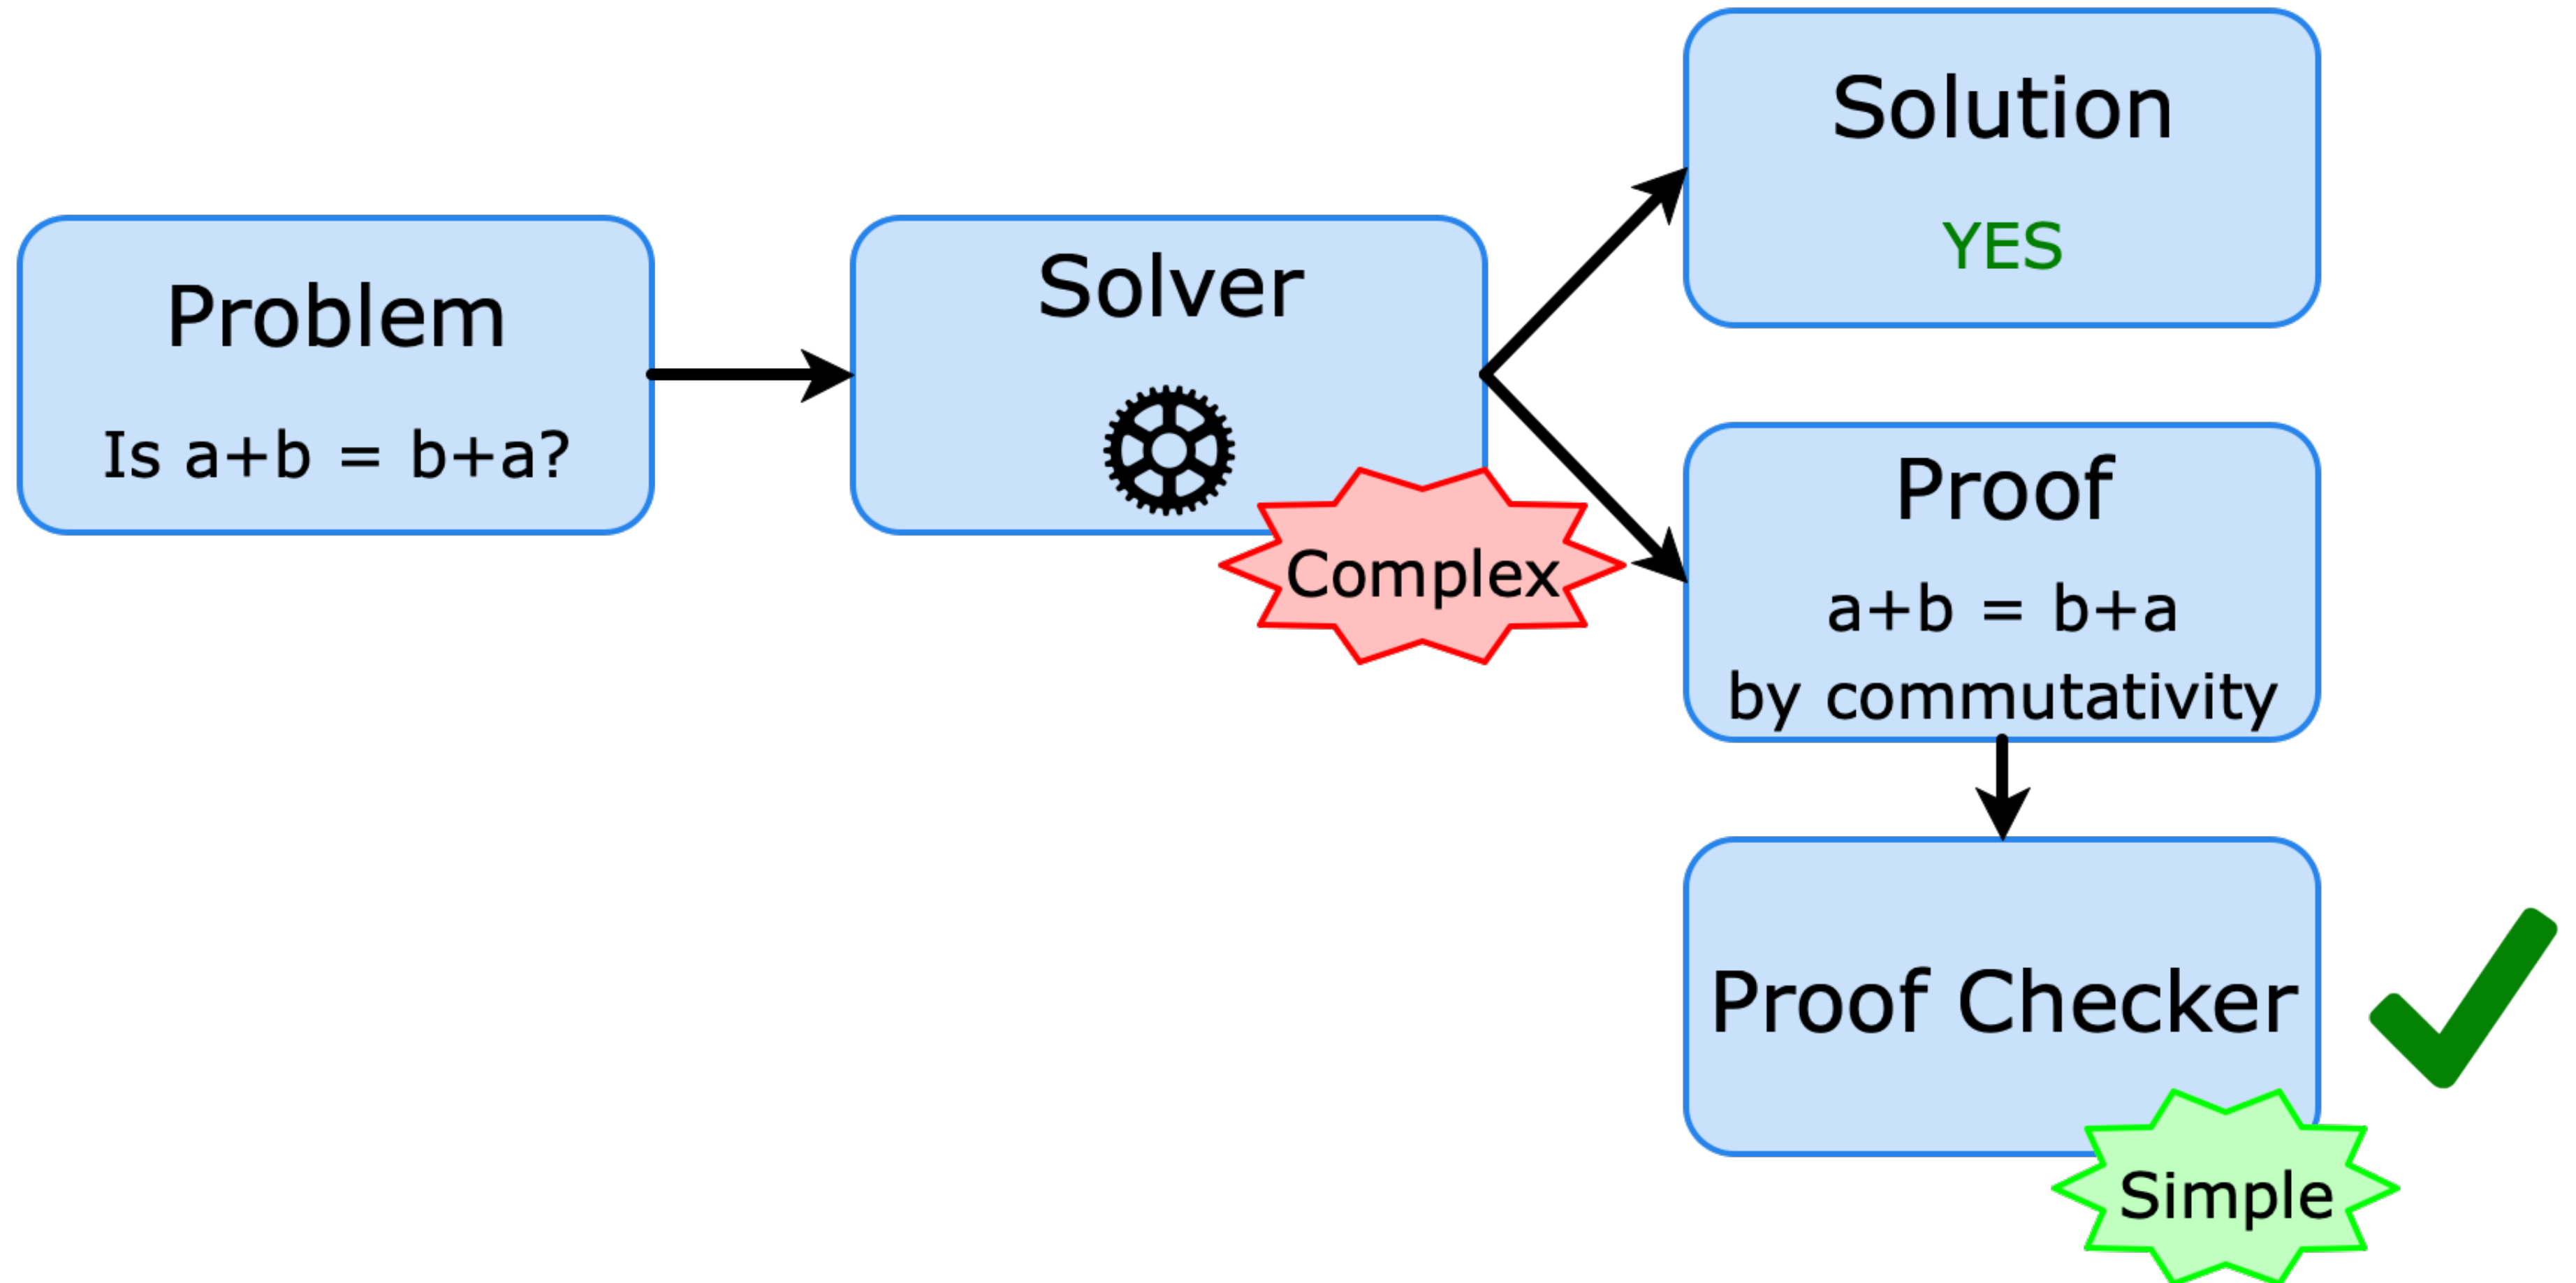 Problem
Is a+b = b+a?
Solver
Complex
Solution
YES
Proof
a+b = b+a
by commutativity
Proof Checker
Simple